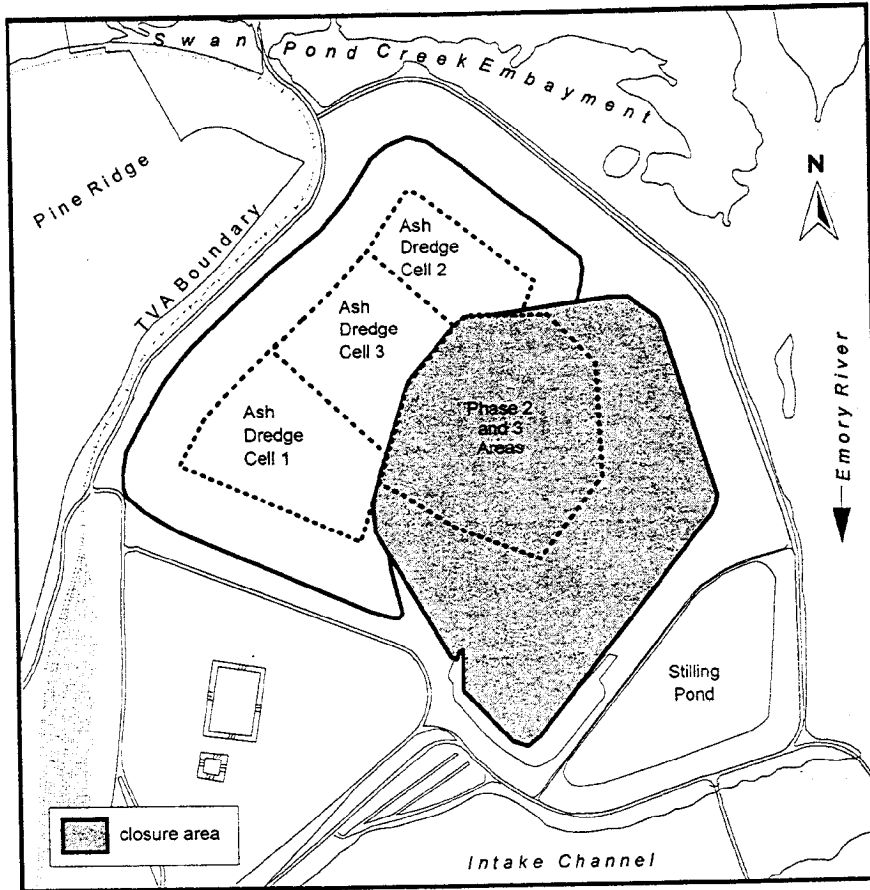 Swan Pond Creek Embayment
Pine Ridge
TVA Boundary
N
Ash
Dredge
Cell 2
Ash
Dredge
Cell 3
Ash
Dredge
Cell 1
Phase 2
and 3
Areas
Emory River
Stilling
Pond
closure area
Intake Channel